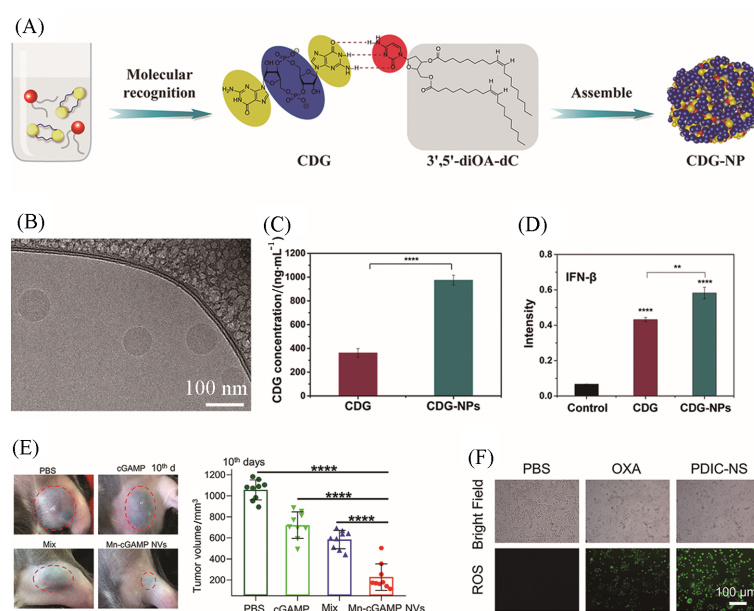 (A)
Molecular
recognition
CDG
3',5'-diOA-dC
Assemble
CDG-NP
(B)
100 nm
(C)
CDG concentration/(ng·mL⁻¹)
1200
1000
800
600
400
200
0
****
CDG
CDG-NPs
(D)
IFN-β
Intensity
0.8
0.6
0.4
0.2
0.0
**
****
****
Control
CDG
CDG-NPs
(E)
PBS
cGAMP
10th d
Mix
Mn-cGAMP NVs
10th days
Tumor volume/mm³
1200
1000
800
600
400
200
****
****
****
PBS
cGAMP
Mix
Mn-cGAMP NVs
(F)
PBS
OXA
PDIC-NS
Bright Field
ROS
100 μm